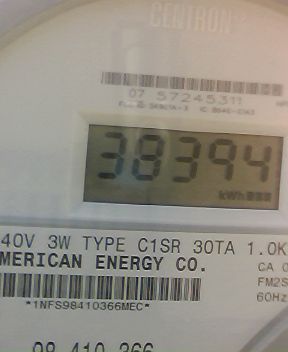 CENTRON
07 57245311
38394
kWh
40V 3W TYPE C1SR 30TA 1.0K
MERICAN ENERGY CO.
CA 0
FM2S
60Hz
*1NFS98410366MEC*
98 410 366